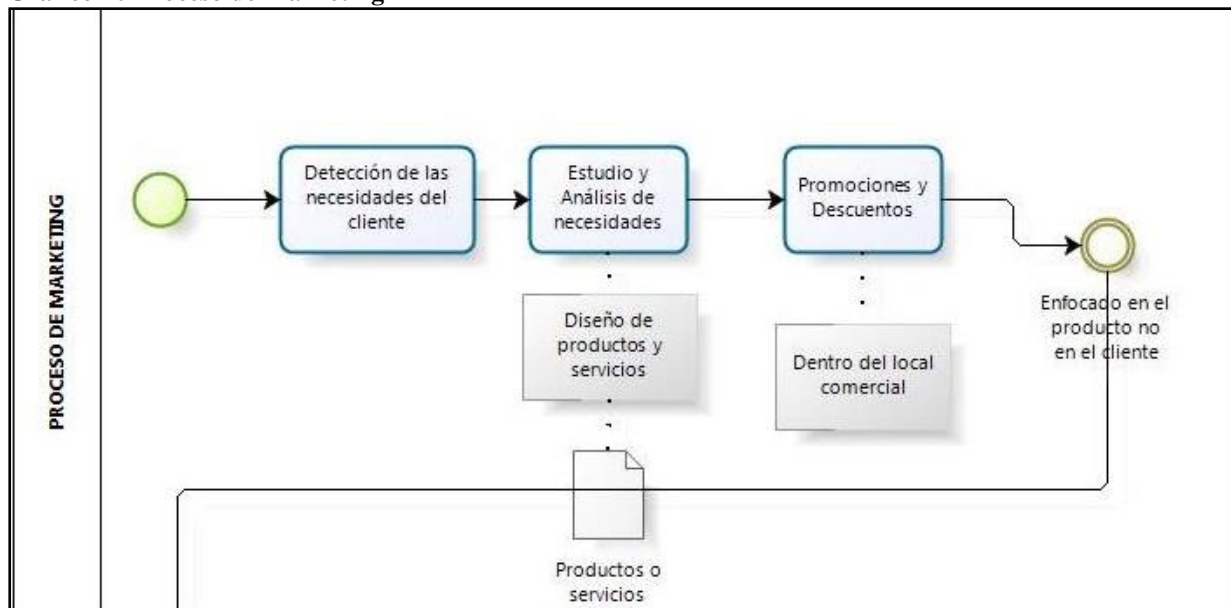 PROCESO DE MARKETING
Detección de las
necesidades del
cliente
Estudio y
Análisis de
necesidades
Promociones y
Descuentos
Enfocado en el
producto no
en el cliente
Diseño de
productos y
servicios
Dentro del local
comercial
Productos o
servicios